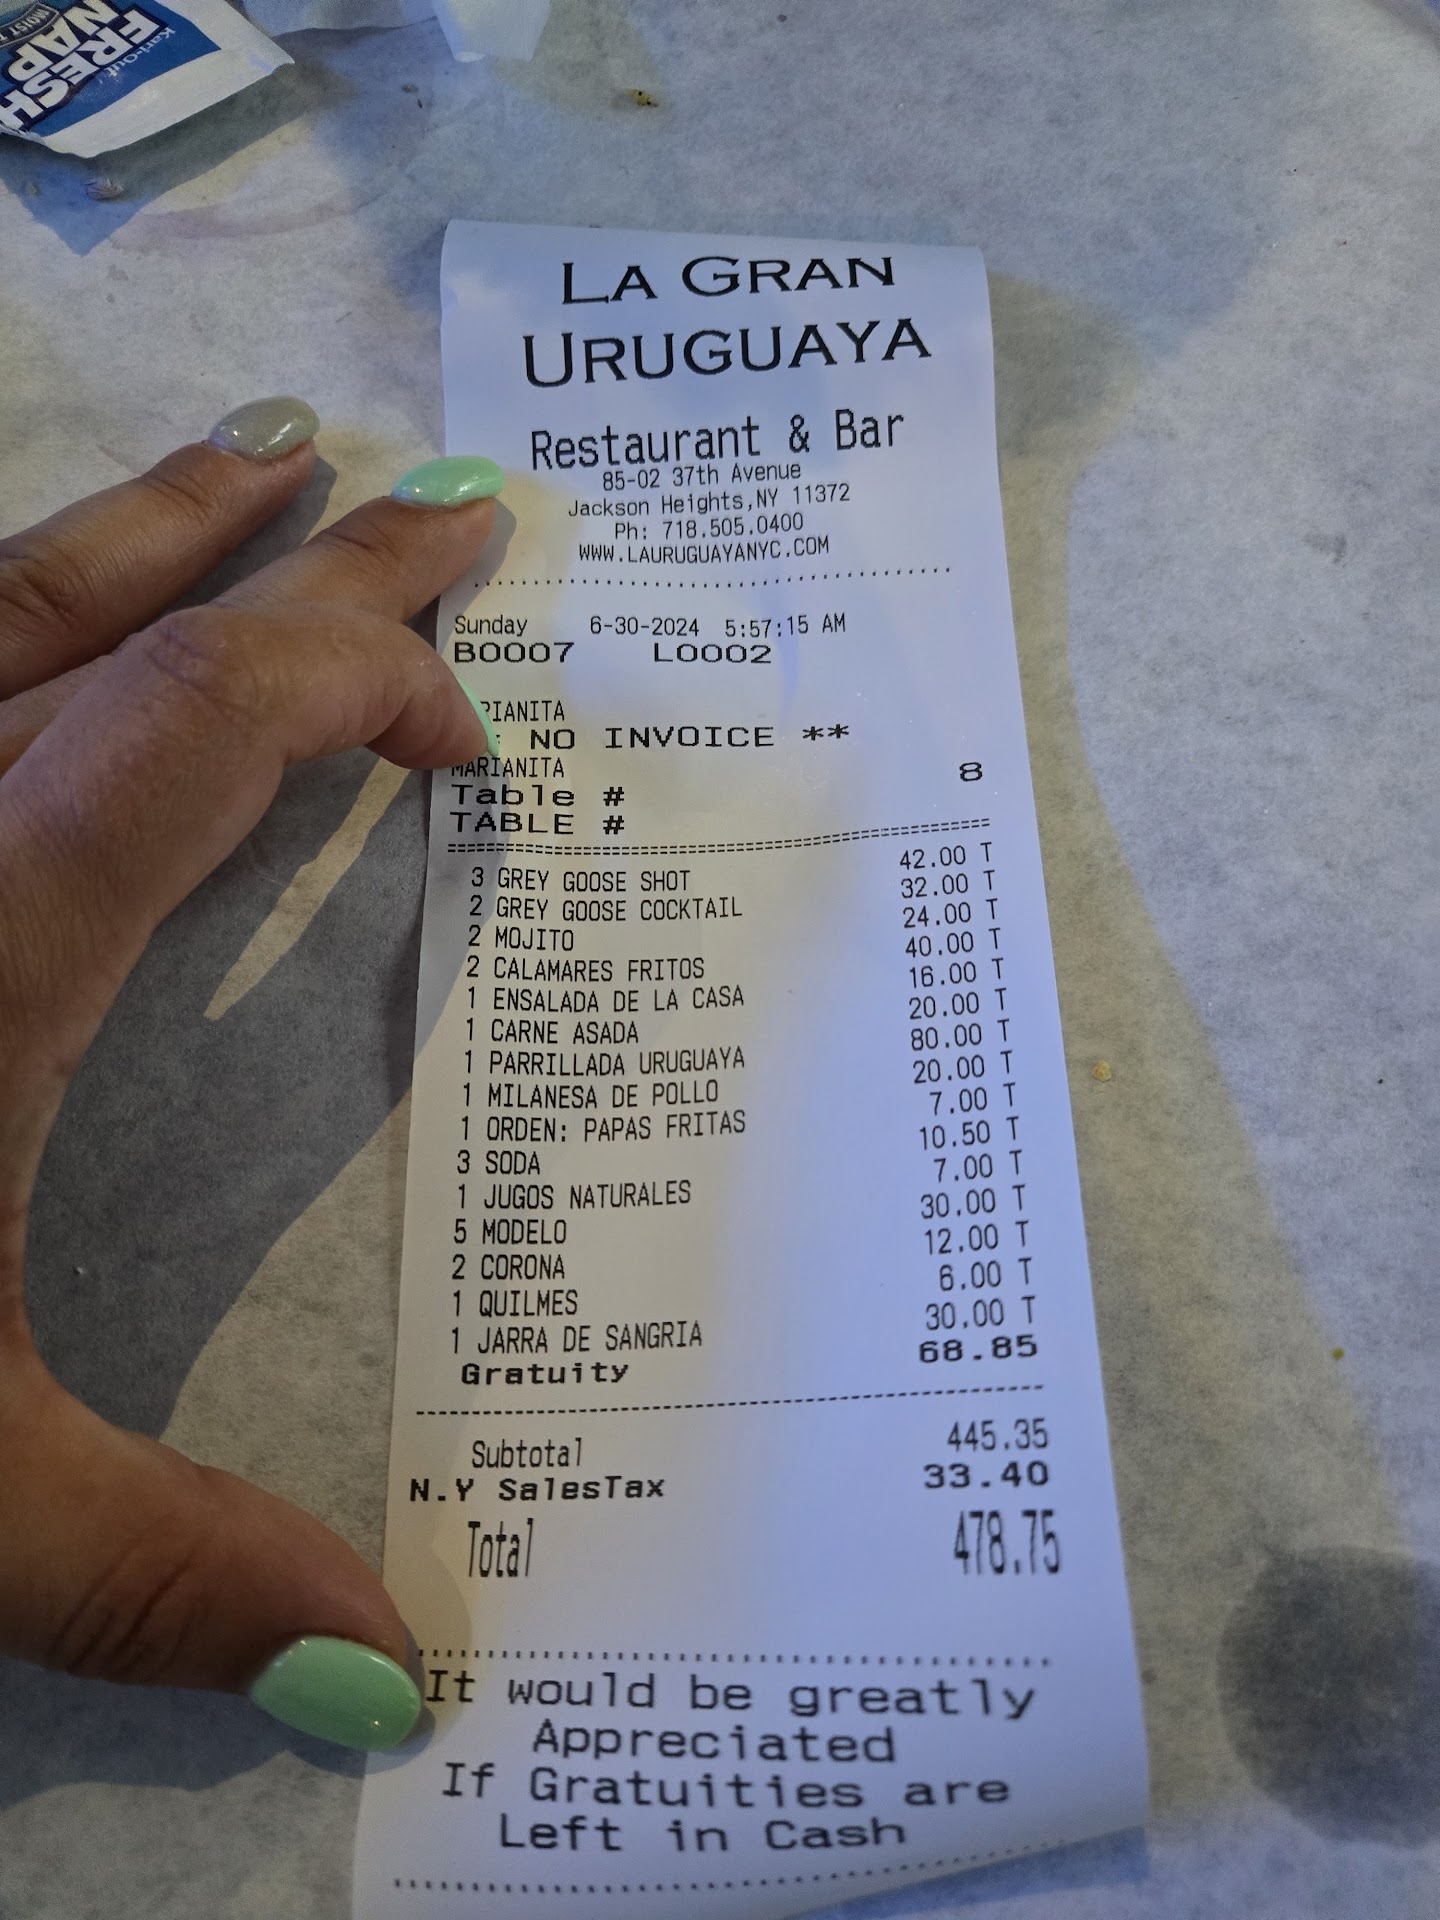 Kari-Out
FRESH
NAP
MOIST
LA GRAN
URUGUAYA
Restaurant & Bar
85-02 37th Avenue
Jackson Heights,NY 11372
Ph: 718.505.0400
WWW.LAURUGUAYANYC.COM
Sunday 6-30-2024 5:57:15 AM
B0007 L0002
RIANITA
* NO INVOICE **
MARIANITA 8
Table #
TABLE #
3 GREY GOOSE SHOT 42.00 T
2 GREY GOOSE COCKTAIL 32.00 T
2 MOJITO 24.00 T
2 CALAMARES FRITOS 40.00 T
1 ENSALADA DE LA CASA 16.00 T
1 CARNE ASADA 20.00 T
1 PARRILLADA URUGUAYA 80.00 T
1 MILANESA DE POLLO 20.00 T
1 ORDEN: PAPAS FRITAS 7.00 T
3 SODA 10.50 T
1 JUGOS NATURALES 7.00 T
5 MODELO 30.00 T
2 CORONA 12.00 T
1 QUILMES 6.00 T
1 JARRA DE SANGRIA 30.00 T
Gratuity 68.85
Subtotal 445.35
N.Y SalesTax 33.40
Total 478.75
It would be greatly
Appreciated
If Gratuities are
Left in Cash